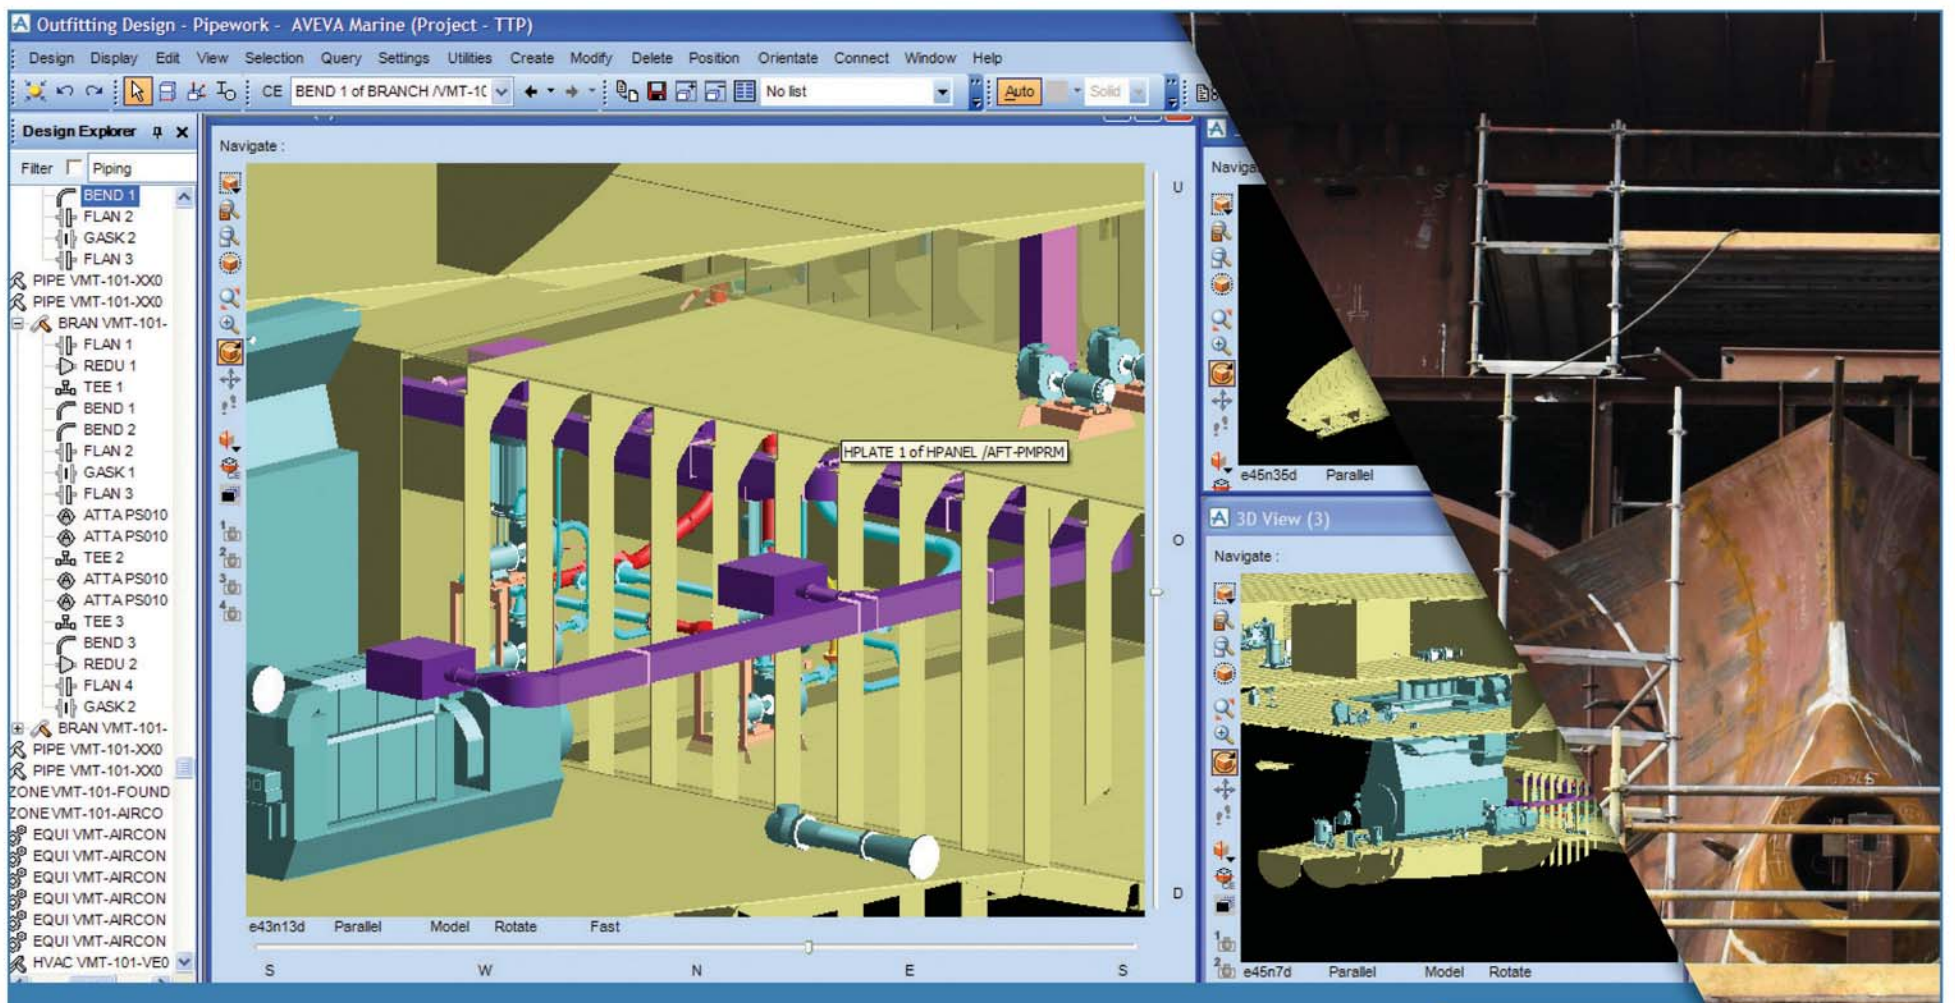 Outfitting Design - Pipework - AVEVA Marine (Project - TTP)
Design Display Edit View Selection Query Settings Utilities Create Modify Delete Position Orientate Connect Window Help
CE BEND 1 of BRANCH /VMT-10 No list Auto Solid
Design Explorer
Filter Piping
BEND 1
FLAN 2
GASK 2
FLAN 3
PIPE VMT-101-XX0
PIPE VMT-101-XX0
BRAN VMT-101-
FLAN 1
REDU 1
TEE 1
BEND 1
BEND 2
FLAN 2
GASK 1
FLAN 3
ATTA PS010
ATTA PS010
TEE 2
ATTA PS010
ATTA PS010
TEE 3
BEND 3
REDU 2
FLAN 4
GASK 2
BRAN VMT-101-
PIPE VMT-101-XX0
PIPE VMT-101-XX0
ZONE VMT-101-FOUND
ZONE VMT-101-AIRCO
EQUI VMT-AIRCON
EQUI VMT-AIRCON
EQUI VMT-AIRCON
EQUI VMT-AIRCON
EQUI VMT-AIRCON
EQUI VMT-AIRCON
HVAC VMT-101-VE0
Navigate :
1
2
3
4
HPLATE 1 of HPANEL /AFT-PMPRM
U
O
D
e43n13d Parallel Model Rotate Fast
S W N E S
Naviga
e45n35d Parallel
3D View (3)
Navigate :
1
2
e45n7d Parallel Model Rotate